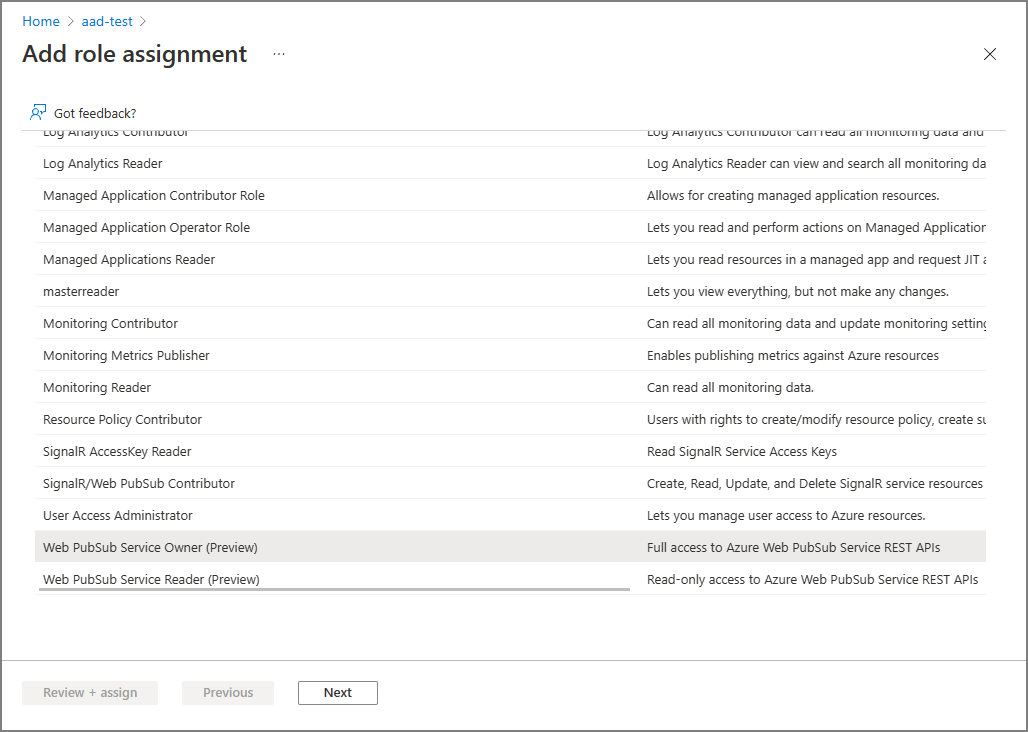 Home > aad-test >
Add role assignment ...
Got feedback?
Log Analytics Contributor Log Analytics Contributor can read all monitoring data and
Log Analytics Reader Log Analytics Reader can view and search all monitoring da
Managed Application Contributor Role Allows for creating managed application resources.
Managed Application Operator Role Lets you read and perform actions on Managed Application
Managed Applications Reader Lets you read resources in a managed app and request JIT a
masterreader Lets you view everything, but not make any changes.
Monitoring Contributor Can read all monitoring data and update monitoring setting
Monitoring Metrics Publisher Enables publishing metrics against Azure resources
Monitoring Reader Can read all monitoring data.
Resource Policy Contributor Users with rights to create/modify resource policy, create su
SignalR AccessKey Reader Read SignalR Service Access Keys
SignalR/Web PubSub Contributor Create, Read, Update, and Delete SignalR service resources
User Access Administrator Lets you manage user access to Azure resources.
Web PubSub Service Owner (Preview) Full access to Azure Web PubSub Service REST APIs
Web PubSub Service Reader (Preview) Read-only access to Azure Web PubSub Service REST APIs
Review + assign Previous Next